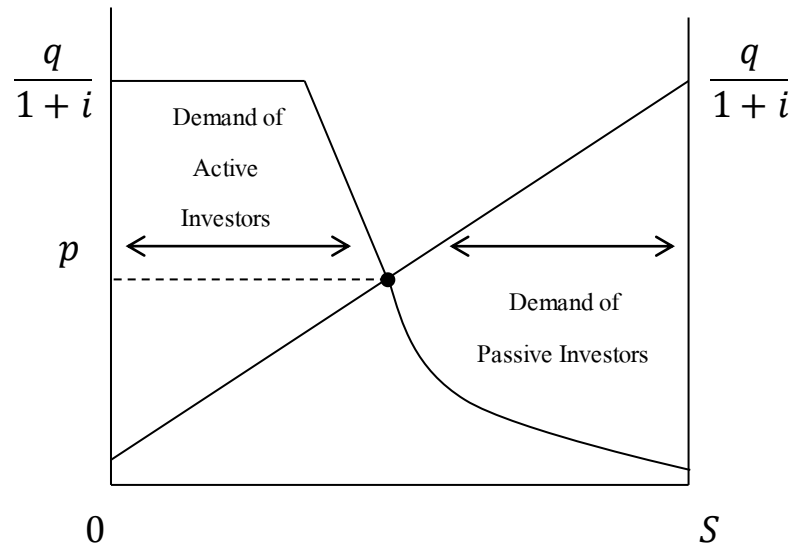 q
1 + i
q
1 + i
Demand of
Active
Investors
p
Demand of
Passive Investors
0
S